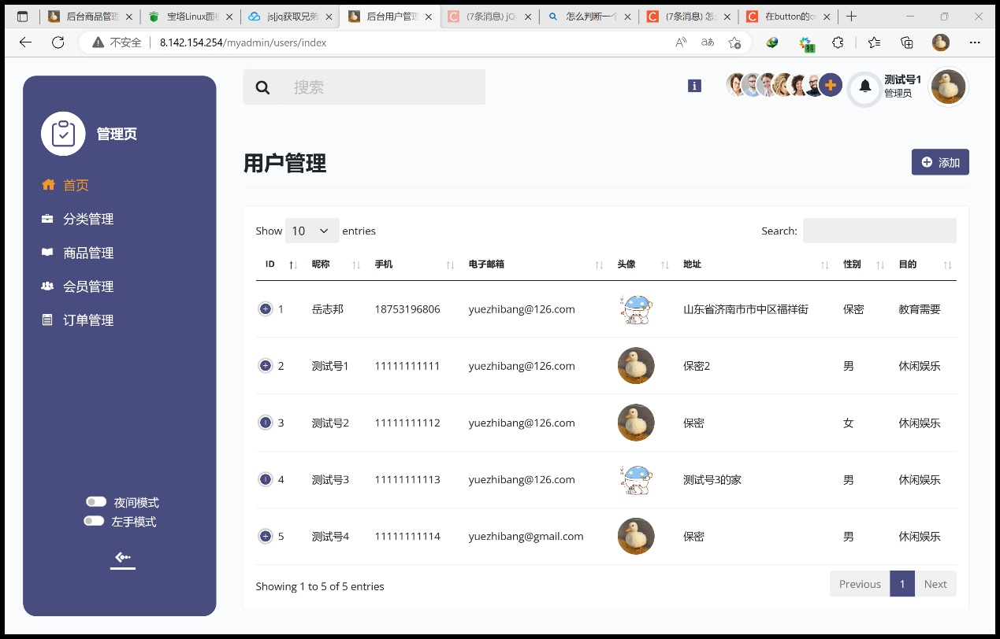 后台商品管理 宝塔Linux面板 js|jq获取兄弟 后台用户管理 (7条消息) jQu 怎么判断一个 (7条消息) 怎么 在button的o
不安全 8.142.154.254/myadmin/users/index
科
搜索
测试号1
管理员
管理页
首页
分类管理
商品管理
会员管理
订单管理
夜间模式
左手模式
用户管理
添加
Show 10 entries Search:
ID 昵称 手机 电子邮箱 头像 地址 性别 目的
1 岳志邦 18753196806 yuezhibang@126.com 山东省济南市市中区福祥街 保密 教育需要
2 测试号1 11111111111 yuezhibang@126.com 保密2 男 休闲娱乐
3 测试号2 11111111112 yuezhibang@126.com 保密 女 休闲娱乐
4 测试号3 11111111113 yuezhibang@126.com 测试号3的家 男 休闲娱乐
5 测试号4 11111111114 yuezhibang@gmail.com 保密 男 休闲娱乐
Showing 1 to 5 of 5 entries
Previous 1 Next